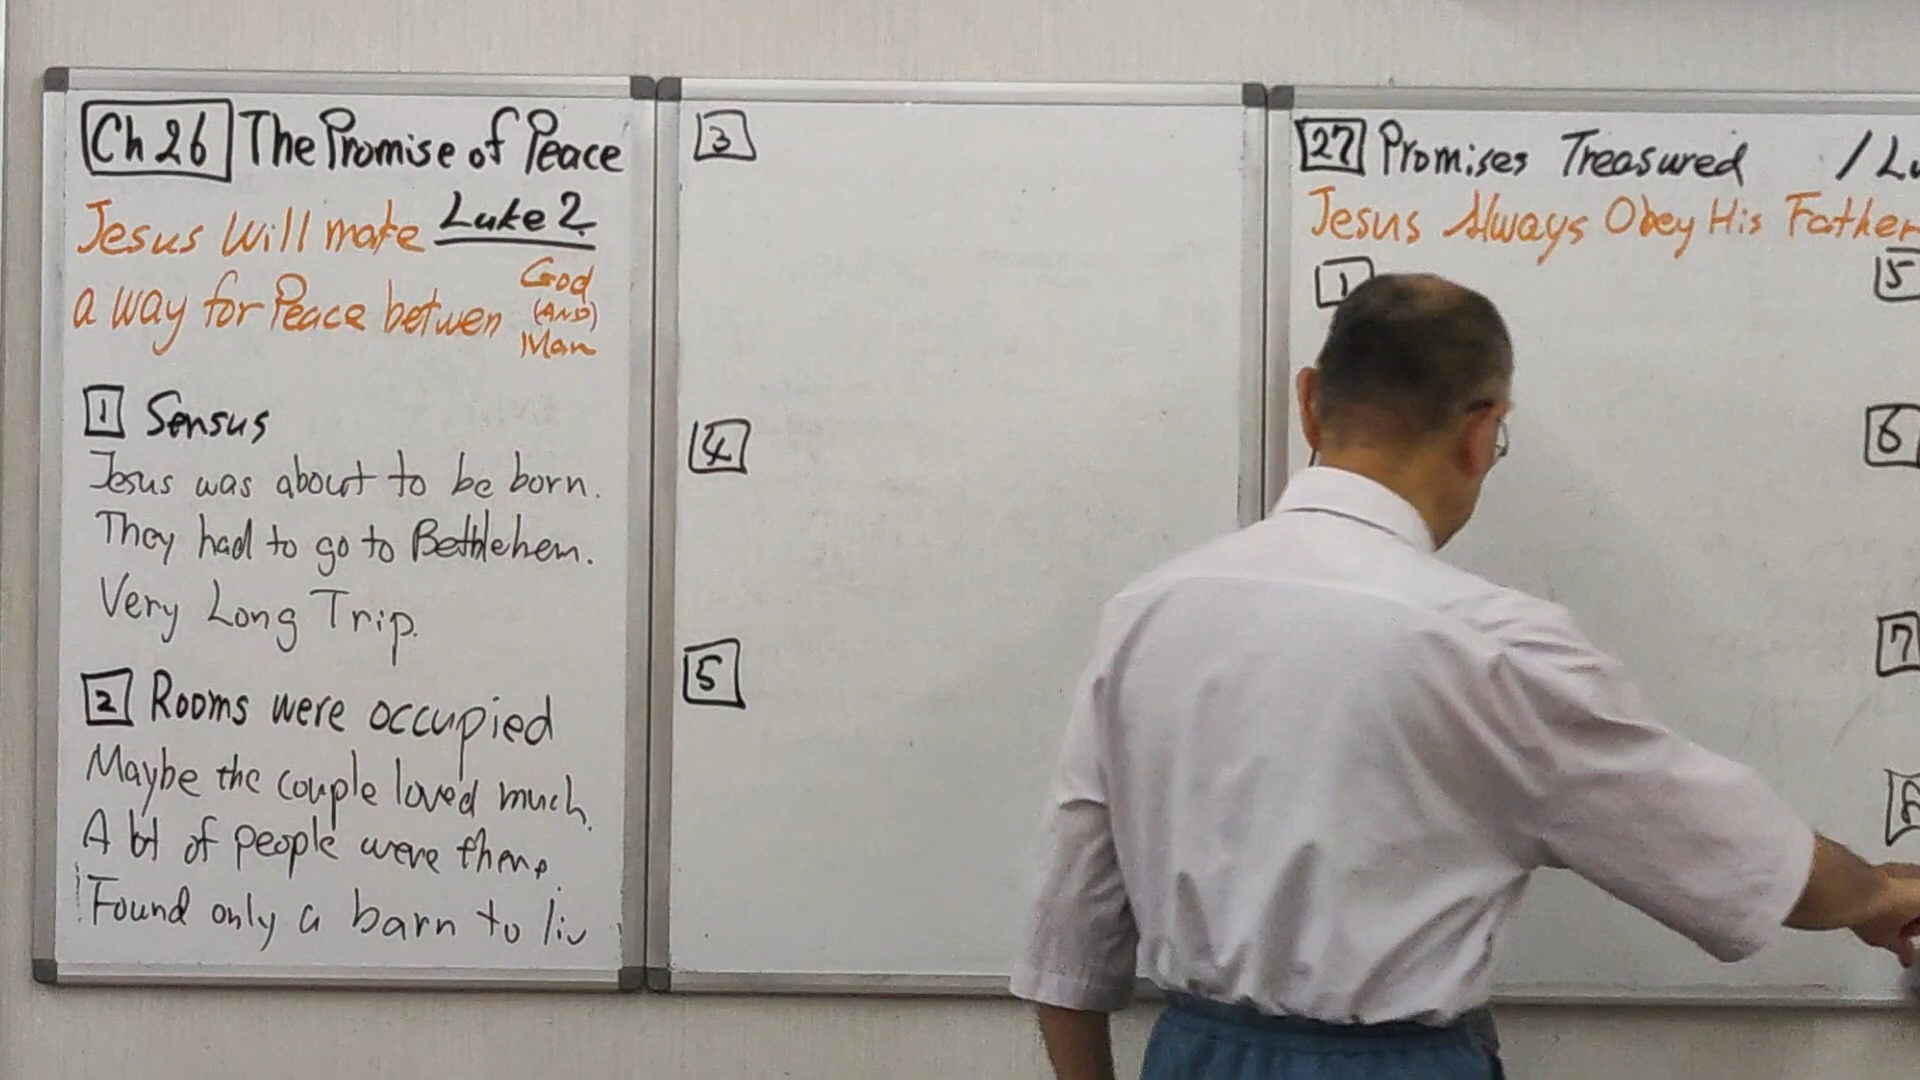 Ch 26 The Promise of Peace
Luke 2
Jesus Will make
a way for Peace between God (AND) Man
1 Sensus
Jesus was about to be born.
They had to go to Bethlehem.
Very Long Trip.
2 Rooms were occupied
Maybe the couple loved much.
A lot of people were there.
Found only a barn to liv
3
4
5
27 Promises Treasured / Lu
Jesus Always Obey His Father
1
5
6
7